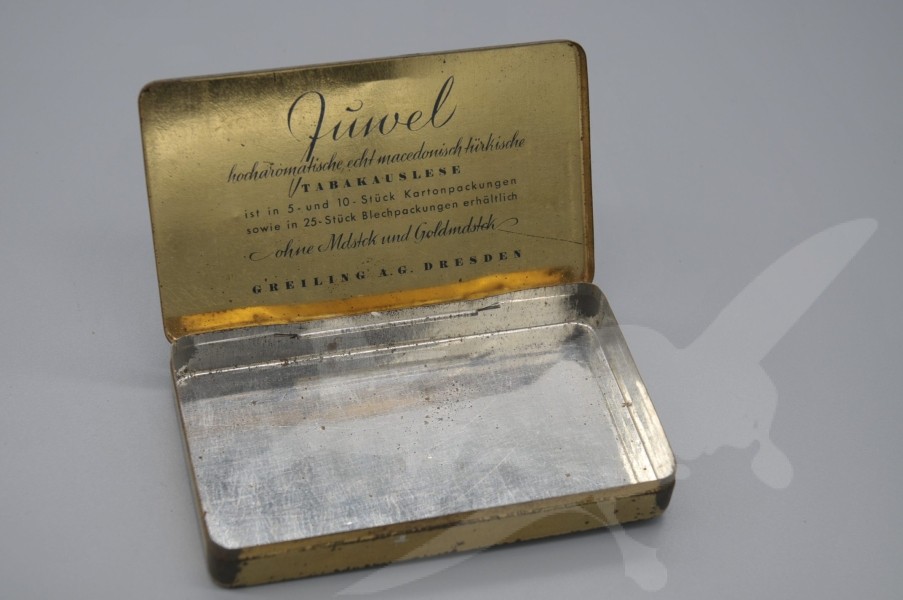 Juwel
hocharomatische, echt macedonisch türkische
TABAKAUSLESE
ist in 5- und 10-Stück Kartonpackungen
sowie in 25-Stück Blechpackungen erhältlich
ohne Mdstck und Goldmdstck
GREILING A.G. DRESDEN